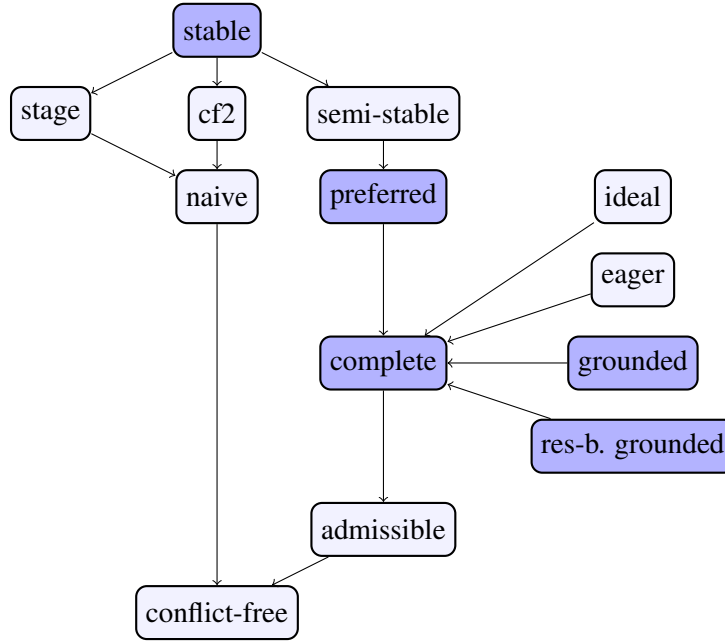 stable
stage
cf2
semi-stable
naive
preferred
ideal
eager
complete
grounded
res-b. grounded
admissible
conflict-free